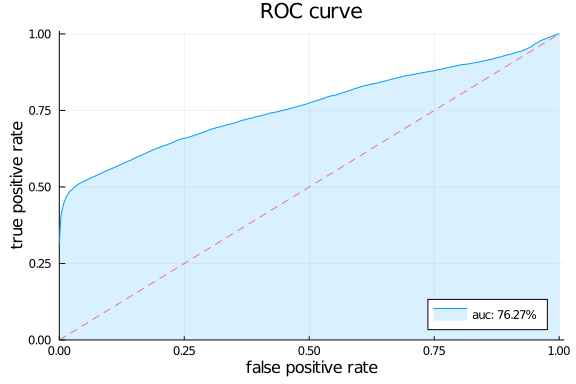 ROC curve
1.00
0.75
0.50
0.25
0.00
true positive rate
auc: 76.27%
0.00 0.25 0.50 0.75 1.00
false positive rate